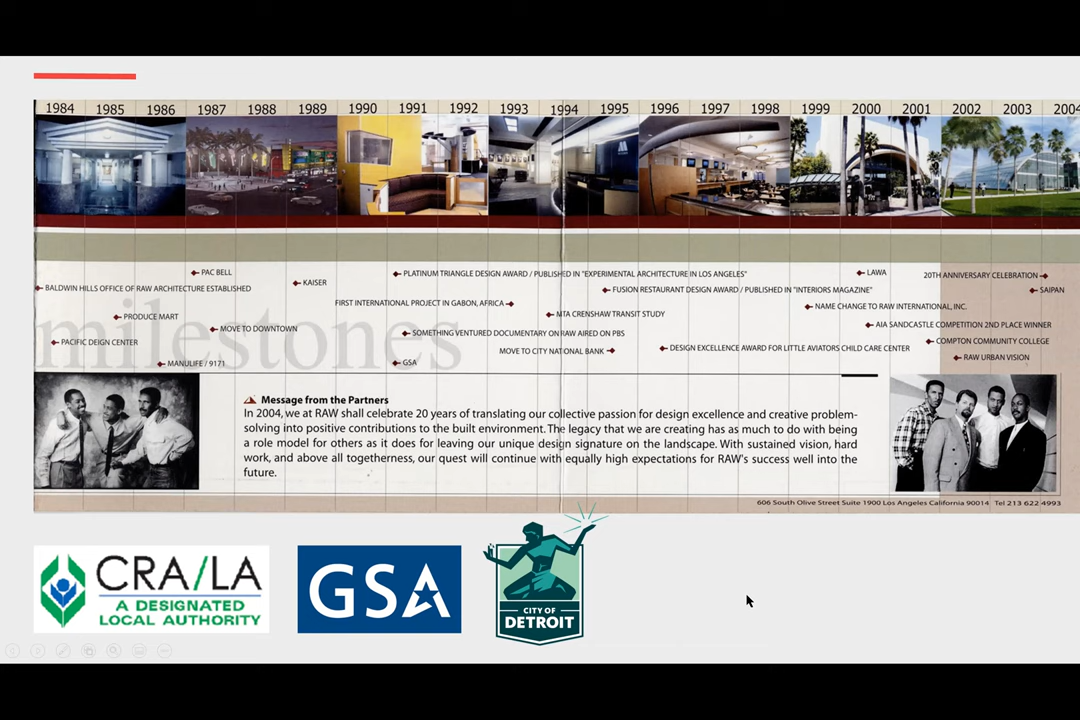 1984 1985 1986 1987 1988 1989 1990 1991 1992 1993 1994 1995 1996 1997 1998 1999 2000 2001 2002 2003 2004
PAC BELL
PLATINUM TRIANGLE DESIGN AWARD / PUBLISHED IN "EXPERIMENTAL ARCHITECTURE IN LOS ANGELES"
LAWA
20TH ANNIVERSARY CELEBRATION
KAISER
BALDWIN HILLS OFFICE OF RAW ARCHITECTURE ESTABLISHED
FUSION RESTAURANT DESIGN AWARD / PUBLISHED IN "INTERIORS MAGAZINE"
SAIPAN
FIRST INTERNATIONAL PROJECT IN GABON, AFRICA
NAME CHANGE TO RAW INTERNATIONAL, INC.
PRODUCE MART
MTA CRENSHAW TRANSIT STUDY
milestones
MOVE TO DOWNTOWN
SOMETHING VENTURED DOCUMENTARY ON RAW AIRED ON PBS
AIA SANDCASTLE COMPETITION 2ND PLACE WINNER
PACIFIC DEIGN CENTER
COMPTON COMMUNITY COLLEGE
MOVE TO CITY NATIONAL BANK
DESIGN EXCELLENCE AWARD FOR LITTLE AVIATORS CHILD CARE CENTER
RAW URBAN VISION
MANULIFE / 9171
GSA
Message from the Partners
In 2004, we at RAW shall celebrate 20 years of translating our collective passion for design excellence and creative problem-
solving into positive contributions to the built environment. The legacy that we are creating has as much to do with being
a role model for others as it does for leaving our unique design signature on the landscape. With sustained vision, hard
work, and above all togetherness, our quest will continue with equally high expectations for RAW's success well into the
future.
606 South Olive Street Suite 1900 Los Angeles California 90014 Tel 213 622 4993
CRA/LA
A DESIGNATED
LOCAL AUTHORITY
GSA
CITY OF
DETROIT